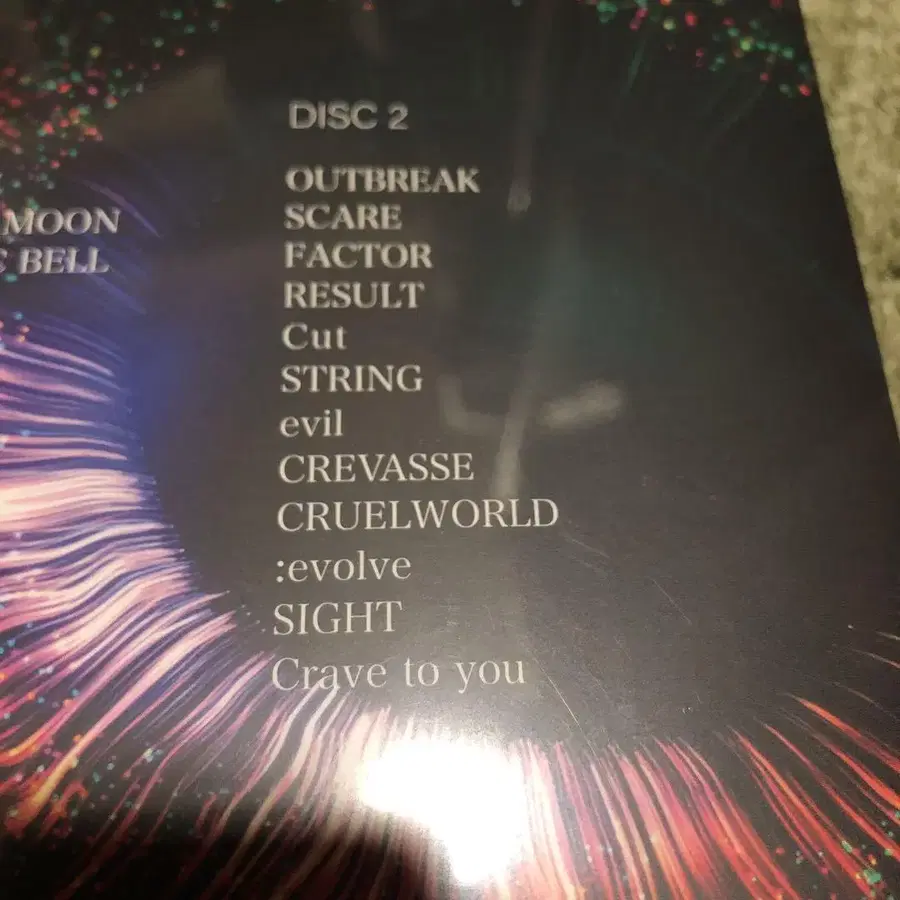 MOON
BELL
DISC 2
OUTBREAK
SCARE
FACTOR
RESULT
Cut
STRING
evil
CREVASSE
CRUELWORLD
:evolve
SIGHT
Crave to you